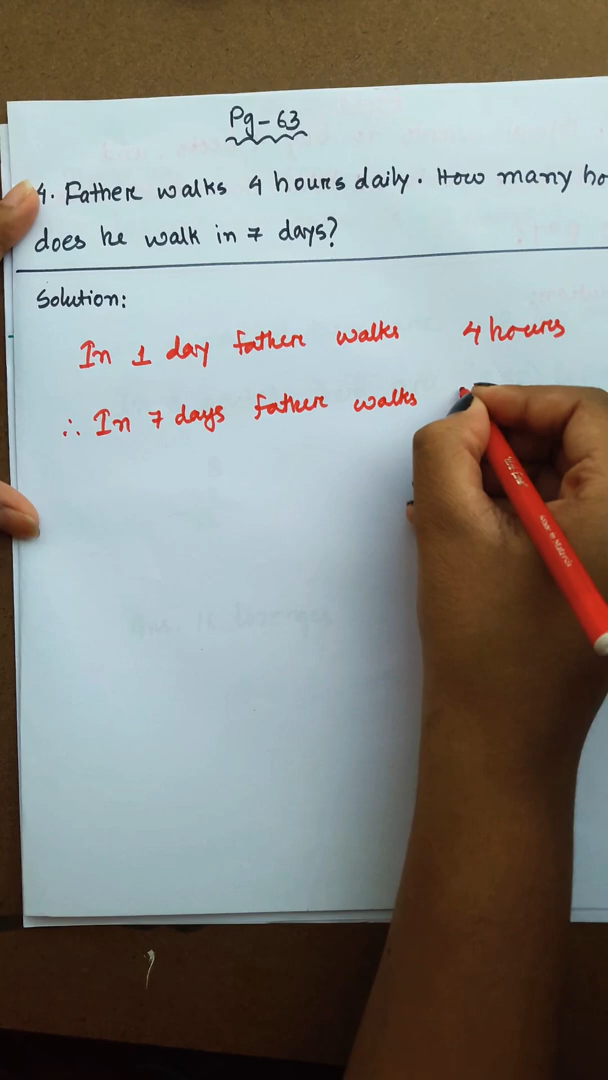 Pg-63
4. Father walks 4 hours daily. How many ho
does he walk in 7 days?
Solution:
In 1 day father walks 4 hours
∴ In 7 days father walks